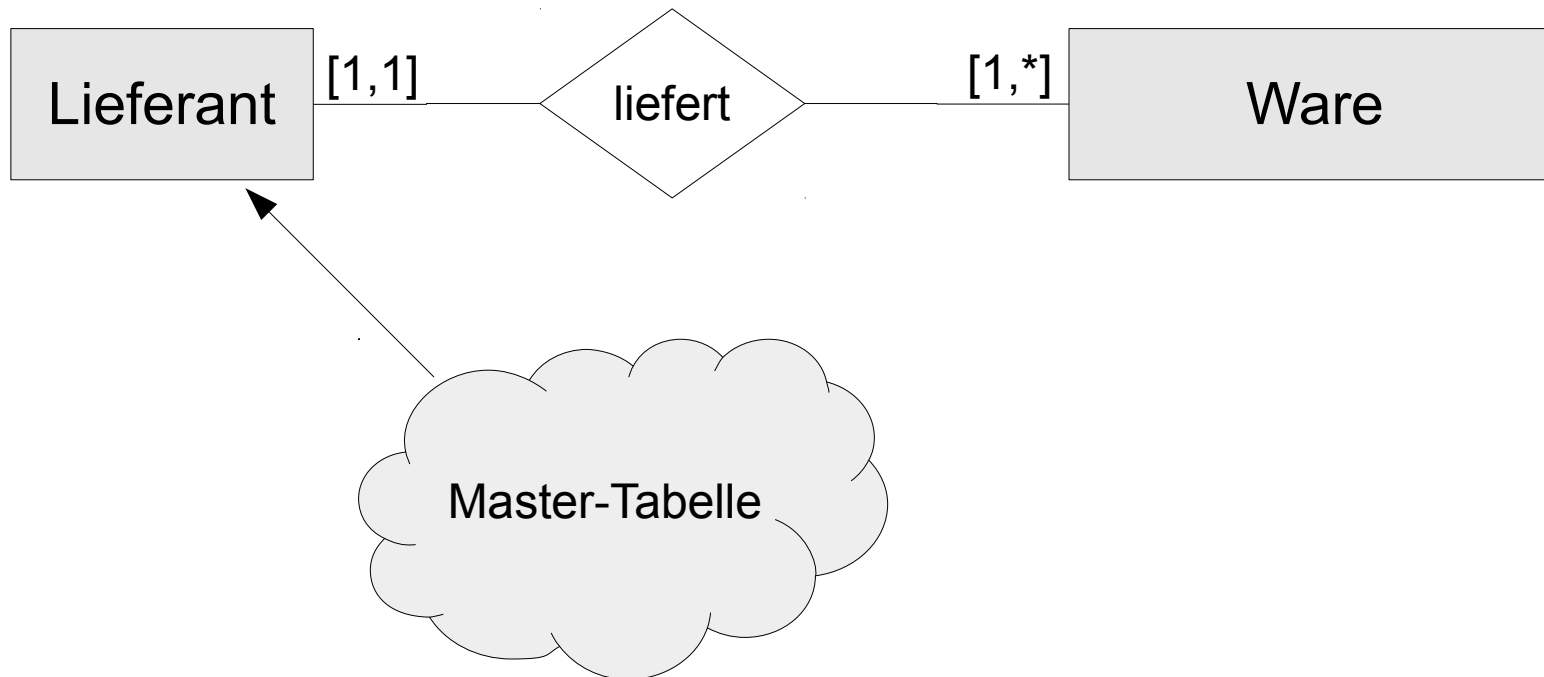 Lieferant
[1,1]
liefert
[1,*]
Ware
Master-Tabelle